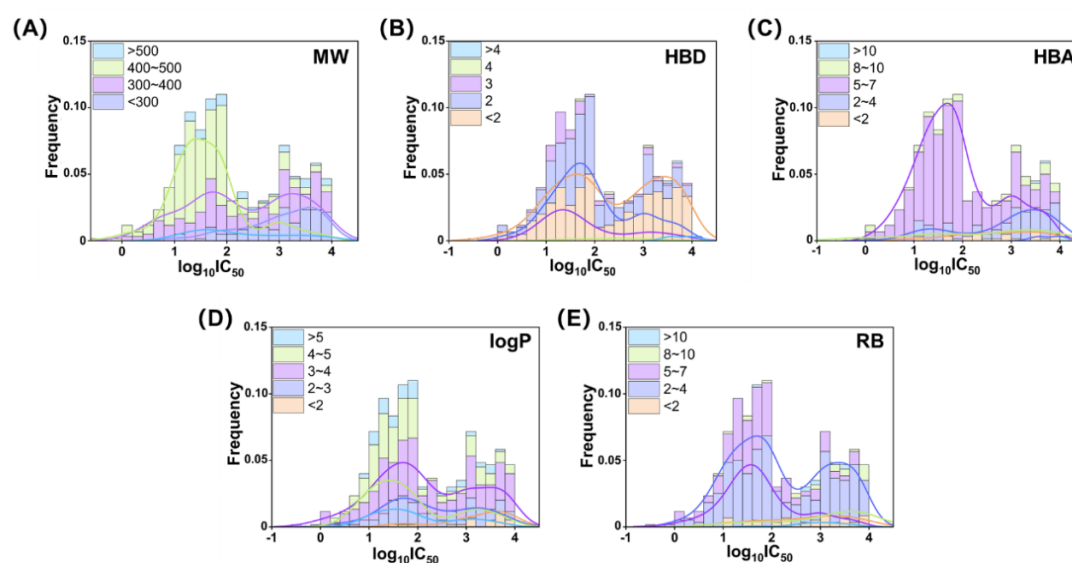 (A)
MW
>500
400~500
300~400
<300
Frequency
0.15
0.10
0.05
0
-1 0 1 2 3 4
log₁₀IC₅₀
(B)
HBD
>4
4
3
2
<2
Frequency
0.15
0.10
0.05
0
-1 0 1 2 3 4
log₁₀IC₅₀
(C)
HBA
>10
8~10
5~7
2~4
<2
Frequency
0.15
0.10
0.05
0
-1 0 1 2 3 4
log₁₀IC₅₀
(D)
logP
>5
4~5
3~4
2~3
<2
Frequency
0.15
0.10
0.05
0
-1 0 1 2 3 4
log₁₀IC₅₀
(E)
RB
>10
8~10
5~7
2~4
<2
Frequency
0.15
0.10
0.05
0
-1 0 1 2 3 4
log₁₀IC₅₀